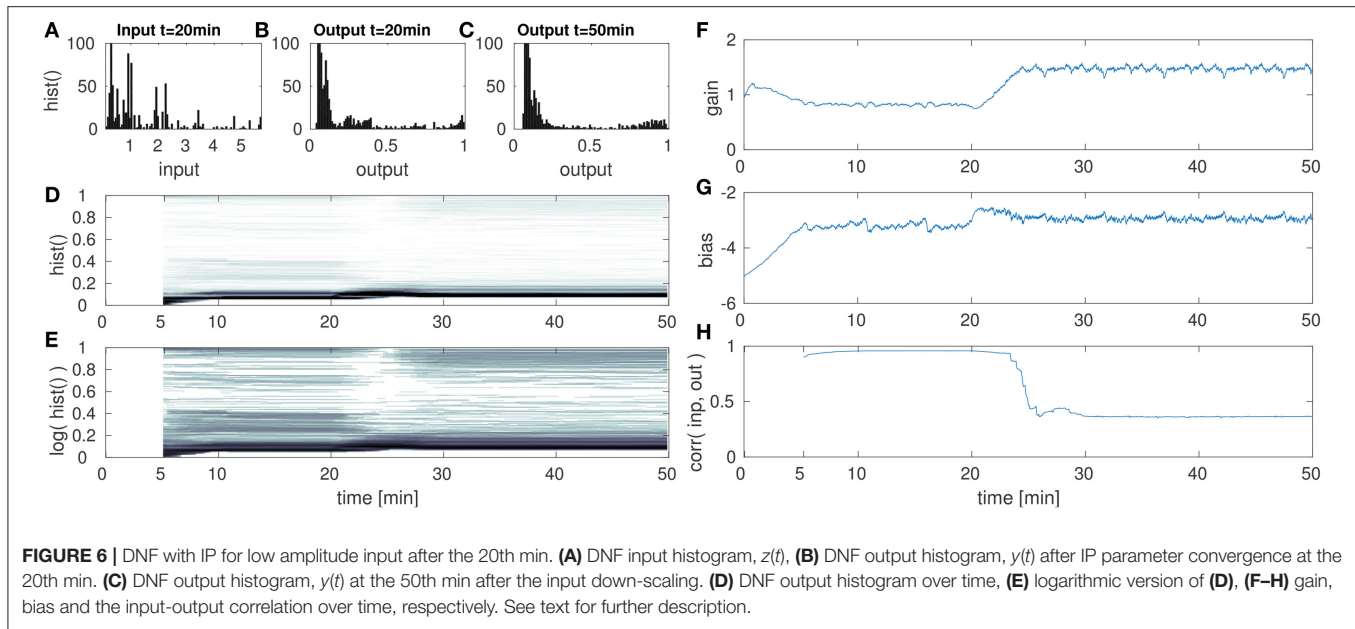 A Input t=20min
100
50
0
hist()
1 2 3 4 5
input
B Output t=20min
100
50
0
0 0.5 1
output
C Output t=50min
100
50
0
0 0.5 1
output
D
1
0.8
0.6
0.4
0.2
0
hist()
0 5 10 20 30 40 50
E
1
0.8
0.6
0.4
0.2
0
log( hist() )
0 5 10 20 30 40 50
time [min]
F
2
1
0
gain
0 10 20 30 40 50
G
-2
-4
-6
bias
0 10 20 30 40 50
H
1
0.5
0
corr( inp, out )
0 5 10 20 30 40 50
time [min]
FIGURE 6 | DNF with IP for low amplitude input after the 20th min. (A) DNF input histogram, z(t), (B) DNF output histogram, y(t) after IP parameter convergence at the
20th min. (C) DNF output histogram, y(t) at the 50th min after the input down-scaling. (D) DNF output histogram over time, (E) logarithmic version of (D), (F–H) gain,
bias and the input-output correlation over time, respectively. See text for further description.